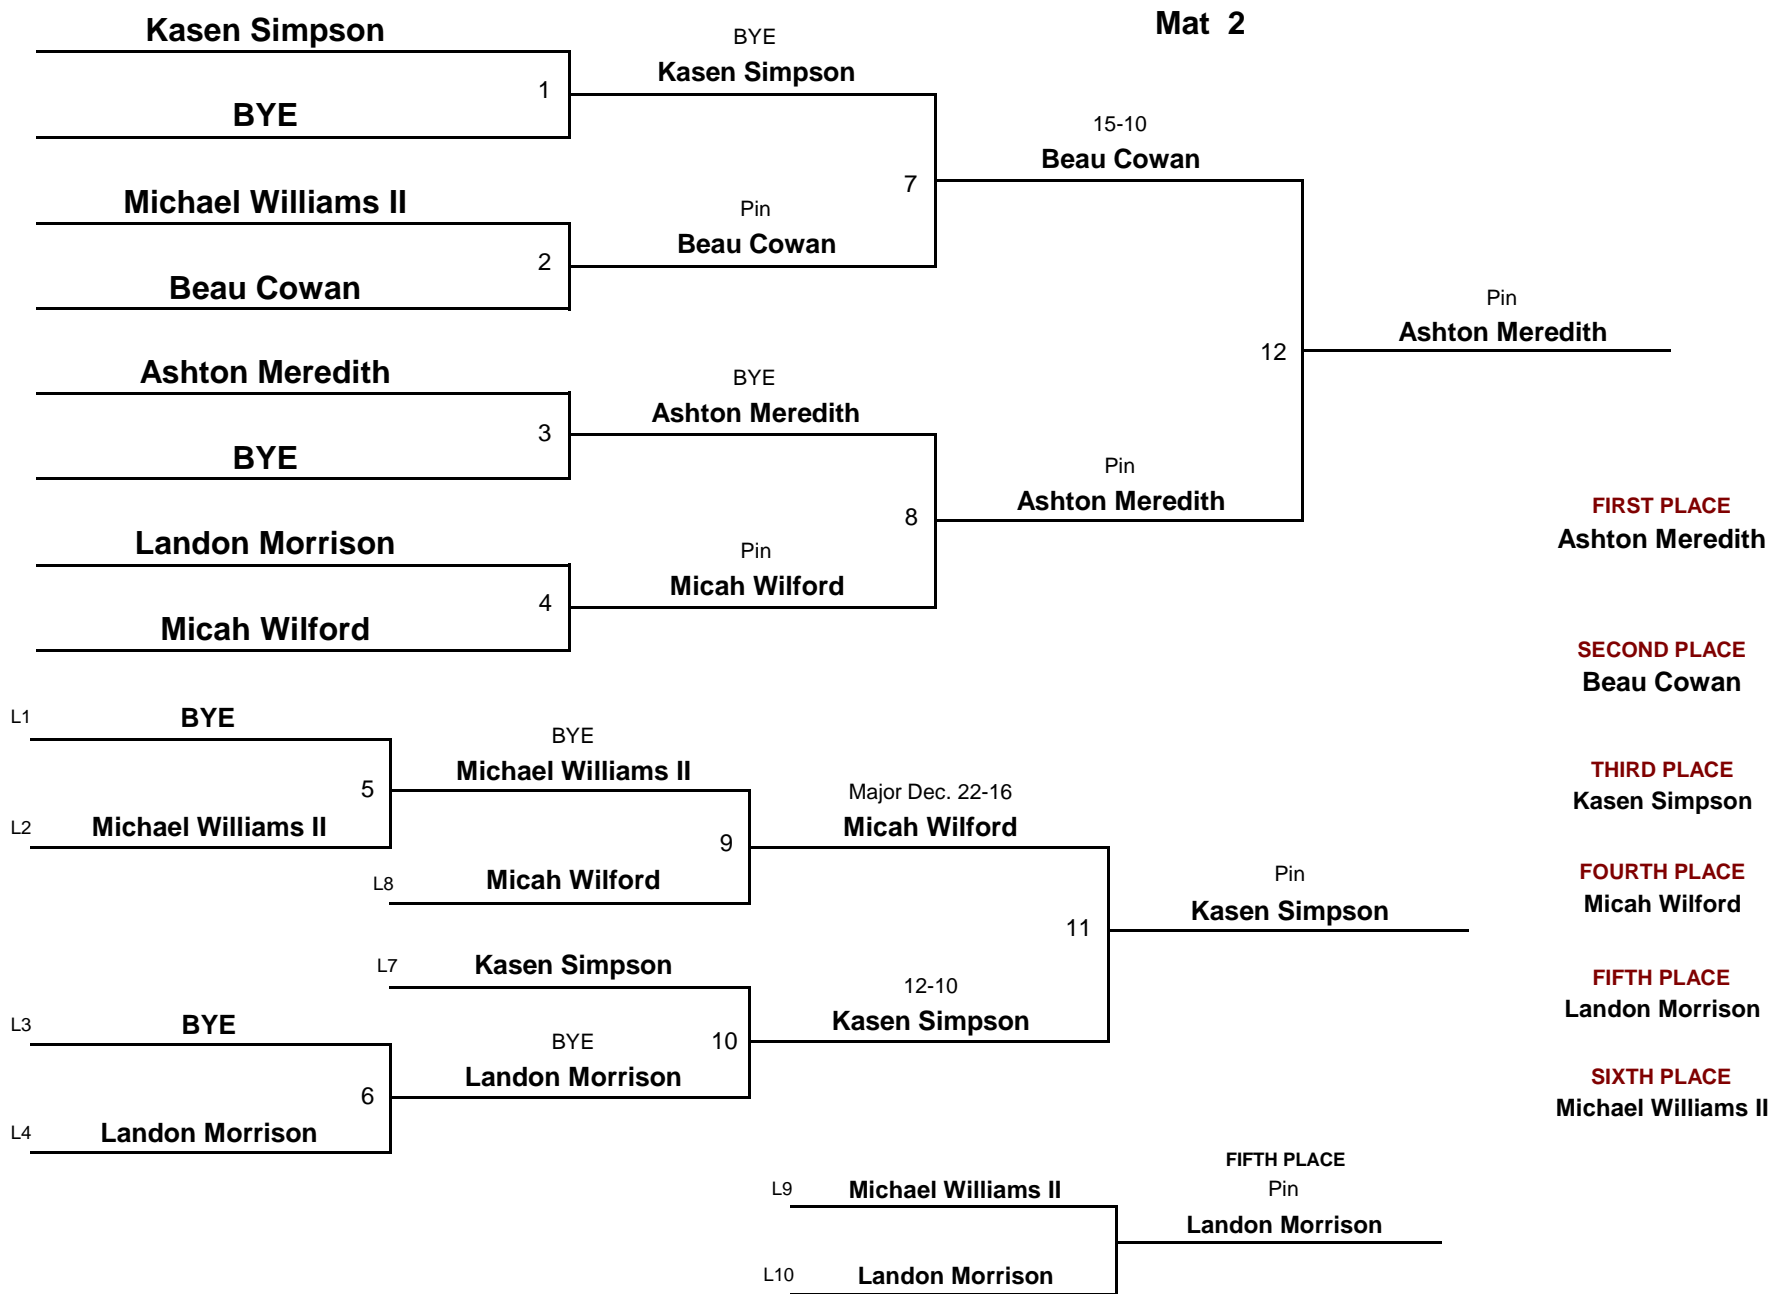 Mat 2
Kasen Simpson
1
BYE
BYE
Kasen Simpson
Michael Williams II
2
Beau Cowan
Pin
Beau Cowan
7
15-10
Beau Cowan
Ashton Meredith
3
BYE
BYE
Ashton Meredith
Landon Morrison
4
Micah Wilford
Pin
Micah Wilford
8
Pin
Ashton Meredith
12
Pin
Ashton Meredith
FIRST PLACE
Ashton Meredith
SECOND PLACE
Beau Cowan
THIRD PLACE
Kasen Simpson
FOURTH PLACE
Micah Wilford
FIFTH PLACE
Landon Morrison
SIXTH PLACE
Michael Williams II
L1
BYE
5
L2
Michael Williams II
BYE
Michael Williams II
9
L8
Micah Wilford
Major Dec. 22-16
Micah Wilford
L7
Kasen Simpson
L3
BYE
6
L4
Landon Morrison
BYE
Landon Morrison
10
12-10
Kasen Simpson
11
Pin
Kasen Simpson
L9
Michael Williams II
L10
Landon Morrison
FIFTH PLACE
Pin
Landon Morrison